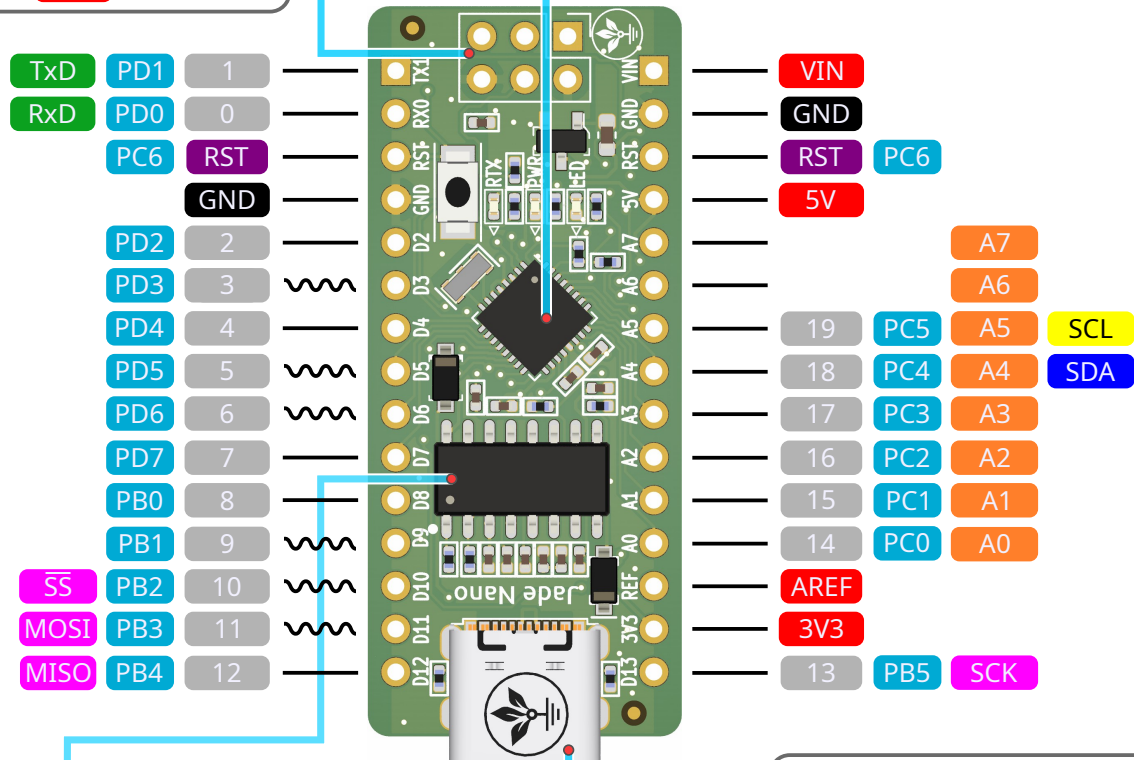 TxD PD1 1 TX1 VIN VIN
RxD PD0 0 RX0 GND GND
PC6 RST RST RST RST PC6
GND GND 5V 5V
RTX PWR LED
PD2 2 D2 A7 A7
PD3 3 D3 A6 A6
PD4 4 D4 A5 19 PC5 A5 SCL
PD5 5 D5 A4 18 PC4 A4 SDA
PD6 6 D6 A3 17 PC3 A3
PD7 7 D7 A2 16 PC2 A2
PB0 8 D8 A1 15 PC1 A1
PB1 9 D9 A0 14 PC0 A0
SS PB2 10 D10 REF AREF
Jade Nano
MOSI PB3 11 D11 3V3 3V3
MISO PB4 12 D12 D13 13 PB5 SCK